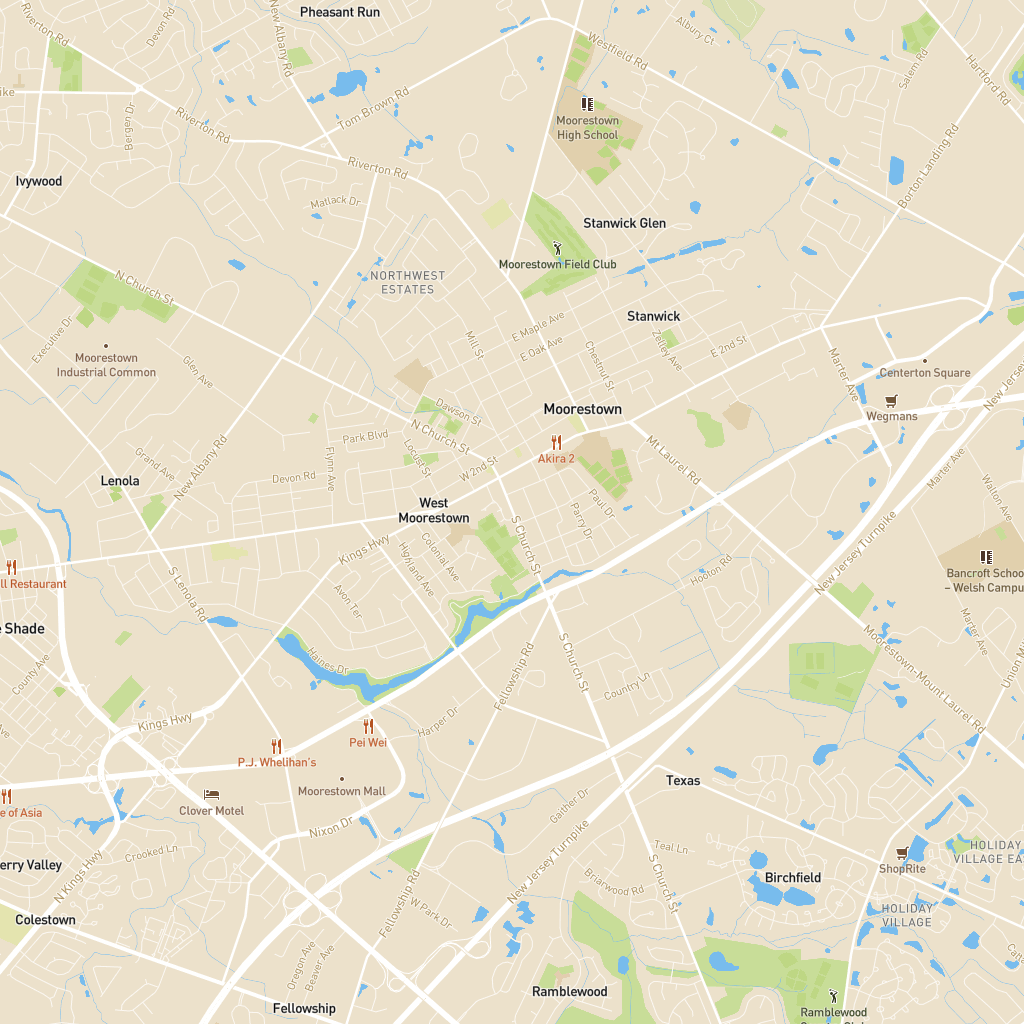 Pheasant Run
Riverton Rd
Devon Rd
New Albany Rd
Albury Ct
Westfield Rd
Salem Rd
Hartford Rd
Tom Brown Rd
Bergen Dr
Riverton Rd
Moorestown
High School
Borton Landing Rd
Ivywood
Riverton Rd
Matlack Dr
Stanwick Glen
Moorestown Field Club
NORTHWEST
ESTATES
N Church St
Stanwick
E Maple Ave
E Oak Ave
Mill St
Chestnut St
Zelley Ave
E 2nd St
Executive Dr
Moorestown
Industrial Common
Glen Ave
Marter Ave
Centerton Square
Wegmans
New Jersey
Moorestown
Dawson St
N Church St
Park Blvd
Akira 2
Mt Laurel Rd
Locust St
W 2nd St
Grand Ave
New Albany Rd
Devon Rd
Flynn Ave
Lenola
Marter Ave
Walton Ave
West
Moorestown
Paul Dr
Parry Dr
S Church St
Kings Hwy
Colonial Ave
Highland Ave
New Jersey Turnpike
Hooton Rd
Bancroft School
– Welsh Campu
ll Restaurant
S Lenola Rd
Avon Ter
e Shade
Marter Ave
Moorestown-Mount Laurel Rd
Haines Dr
County Ave
Fellowship Rd
S Church St
Country Ln
Union M
Kings Hwy
Harper Dr
Pei Wei
P.J. Whelihan's
Moorestown Mall
Texas
Clover Motel
e of Asia
Nixon Dr
Gaither Dr
New Jersey Turnpike
Crooked Ln
Teal Ln
HOLIDAY
VILLAGE EA
erry Valley
N Kings Hwy
ShopRite
Birchfield
Briarwood Rd
S Church St
Fellowship Rd
W Park Dr
HOLIDAY
VILLAGE
Colestown
Oregon Ave
Beaver Ave
Ramblewood
Fellowship
Ramblewood